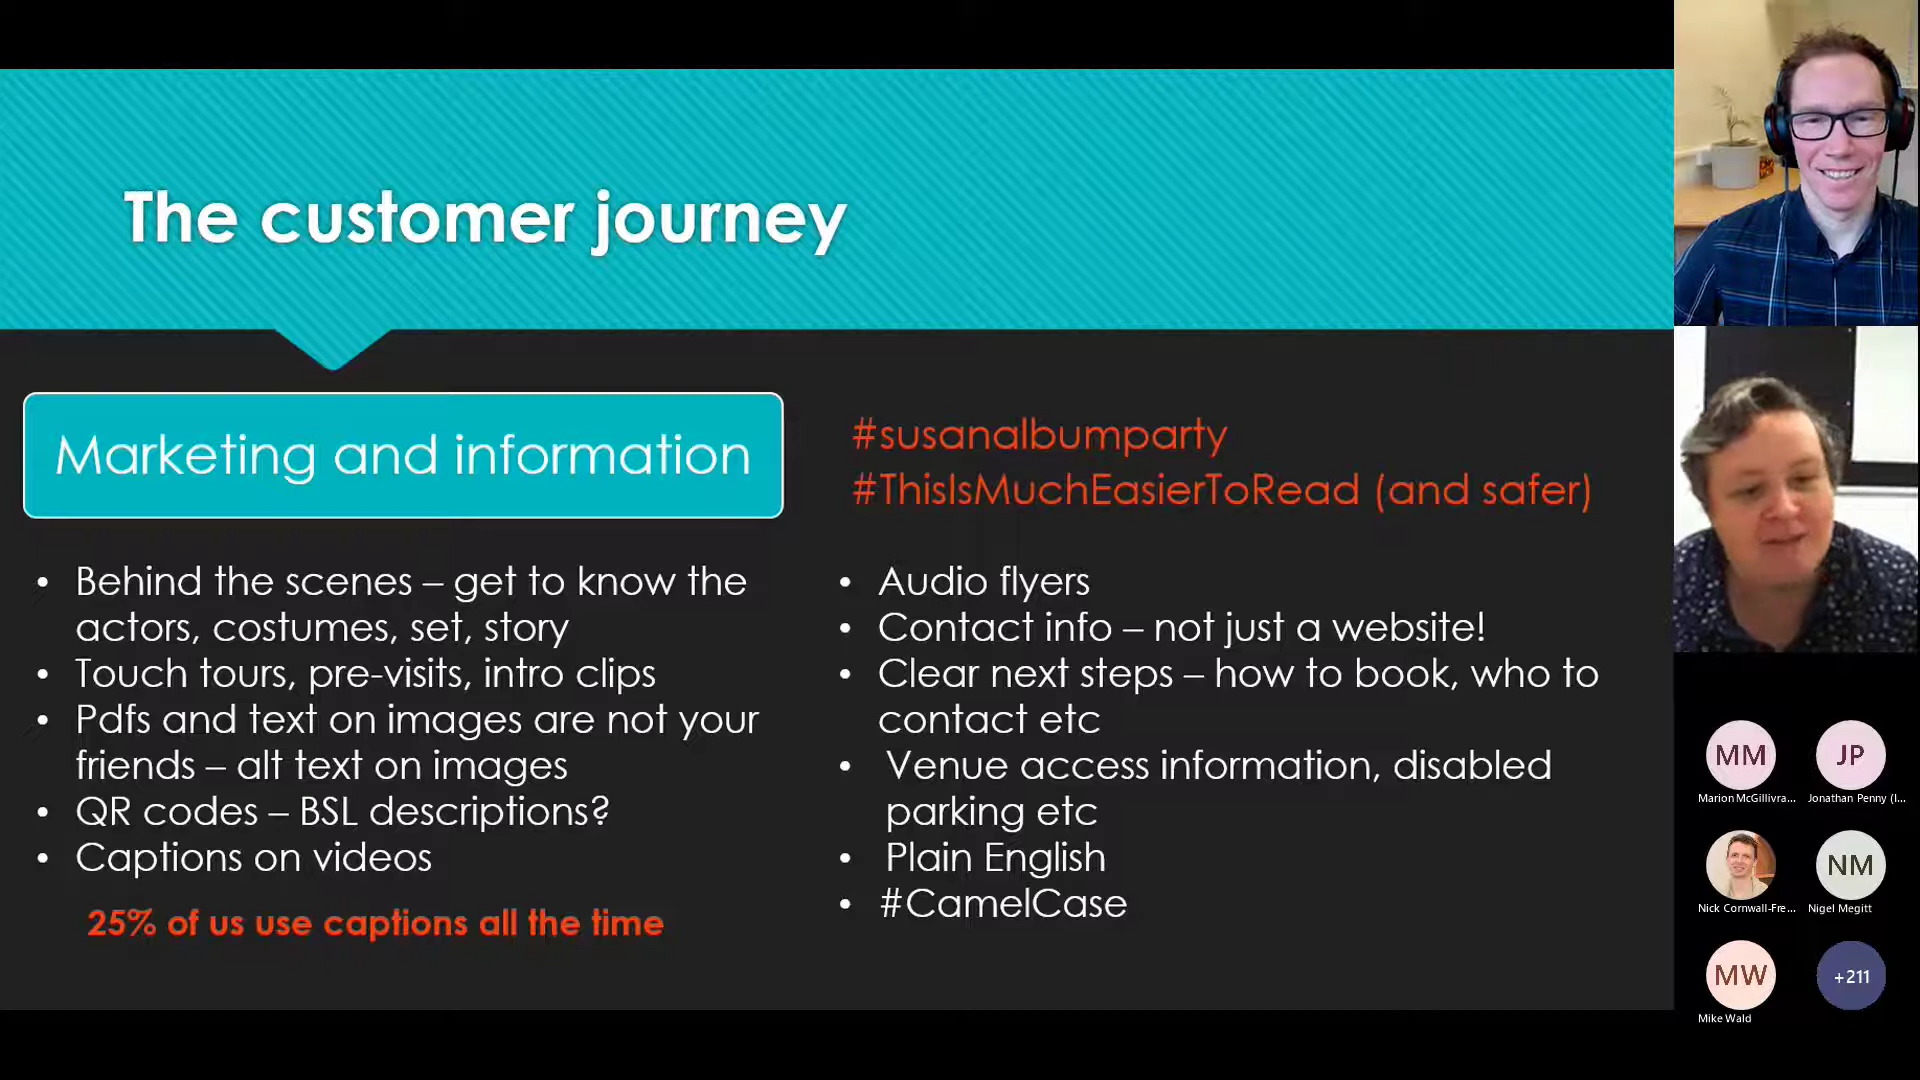 The customer journey
Marketing and information
• Behind the scenes – get to know the
actors, costumes, set, story
• Touch tours, pre-visits, intro clips
• Pdfs and text on images are not your
friends – alt text on images
• QR codes – BSL descriptions?
• Captions on videos
25% of us use captions all the time
#susanalbumparty
#ThisIsMuchEasierToRead (and safer)
• Audio flyers
• Contact info – not just a website!
• Clear next steps – how to book, who to
contact etc
• Venue access information, disabled
parking etc
• Plain English
• #CamelCase
MM
Marion McGillivra...
JP
Jonathan Penny (I...
Nick Cornwall-Fre...
NM
Nigel Megitt
MW
Mike Wald
+211